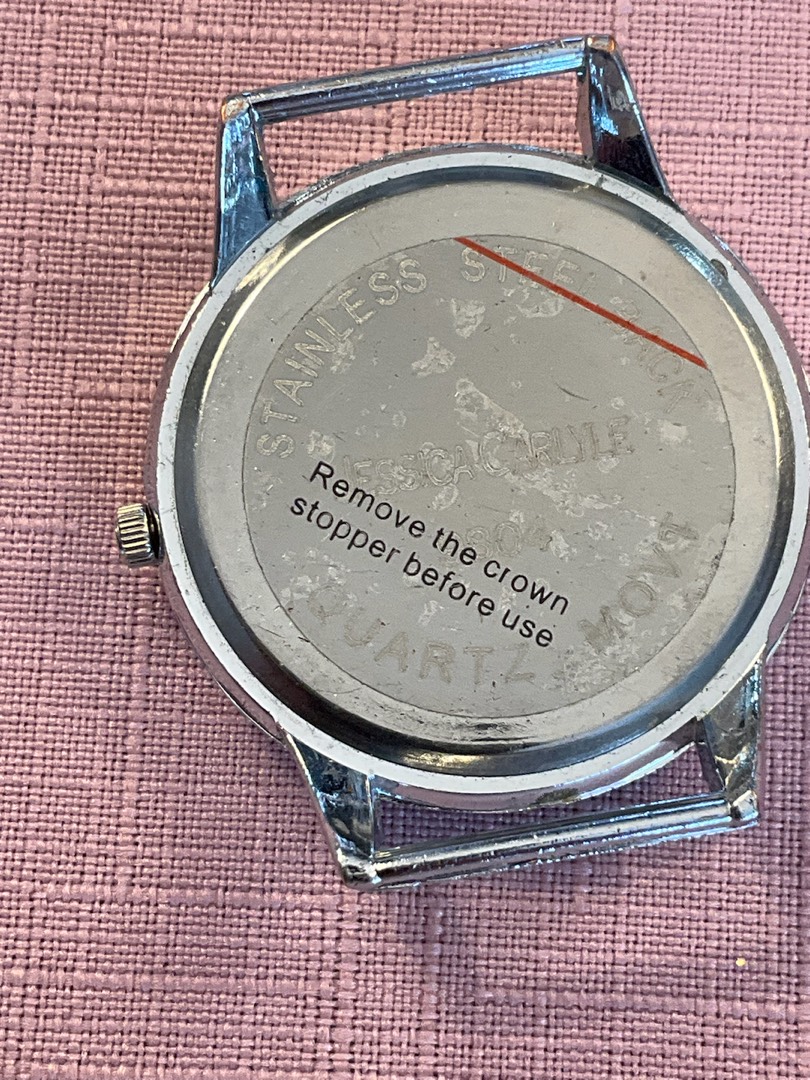 STAINLESS STEEL BACK
JESSICA CARLYLE
Remove the crown
stopper before use
QUARTZ MOVT